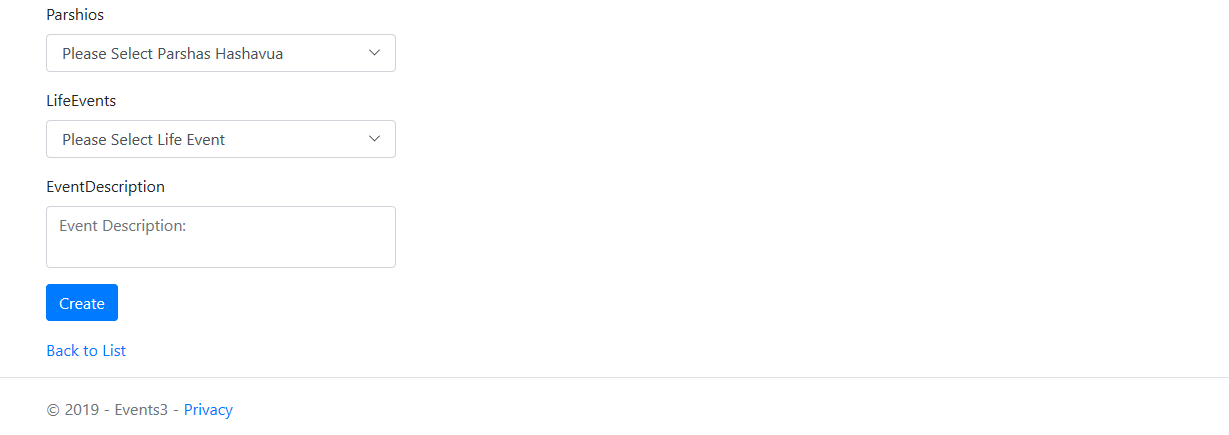 Parshios
Please Select Parshas Hashavua
LifeEvents
Please Select Life Event
EventDescription
Event Description:
Create
Back to List
© 2019 - Events3 - Privacy